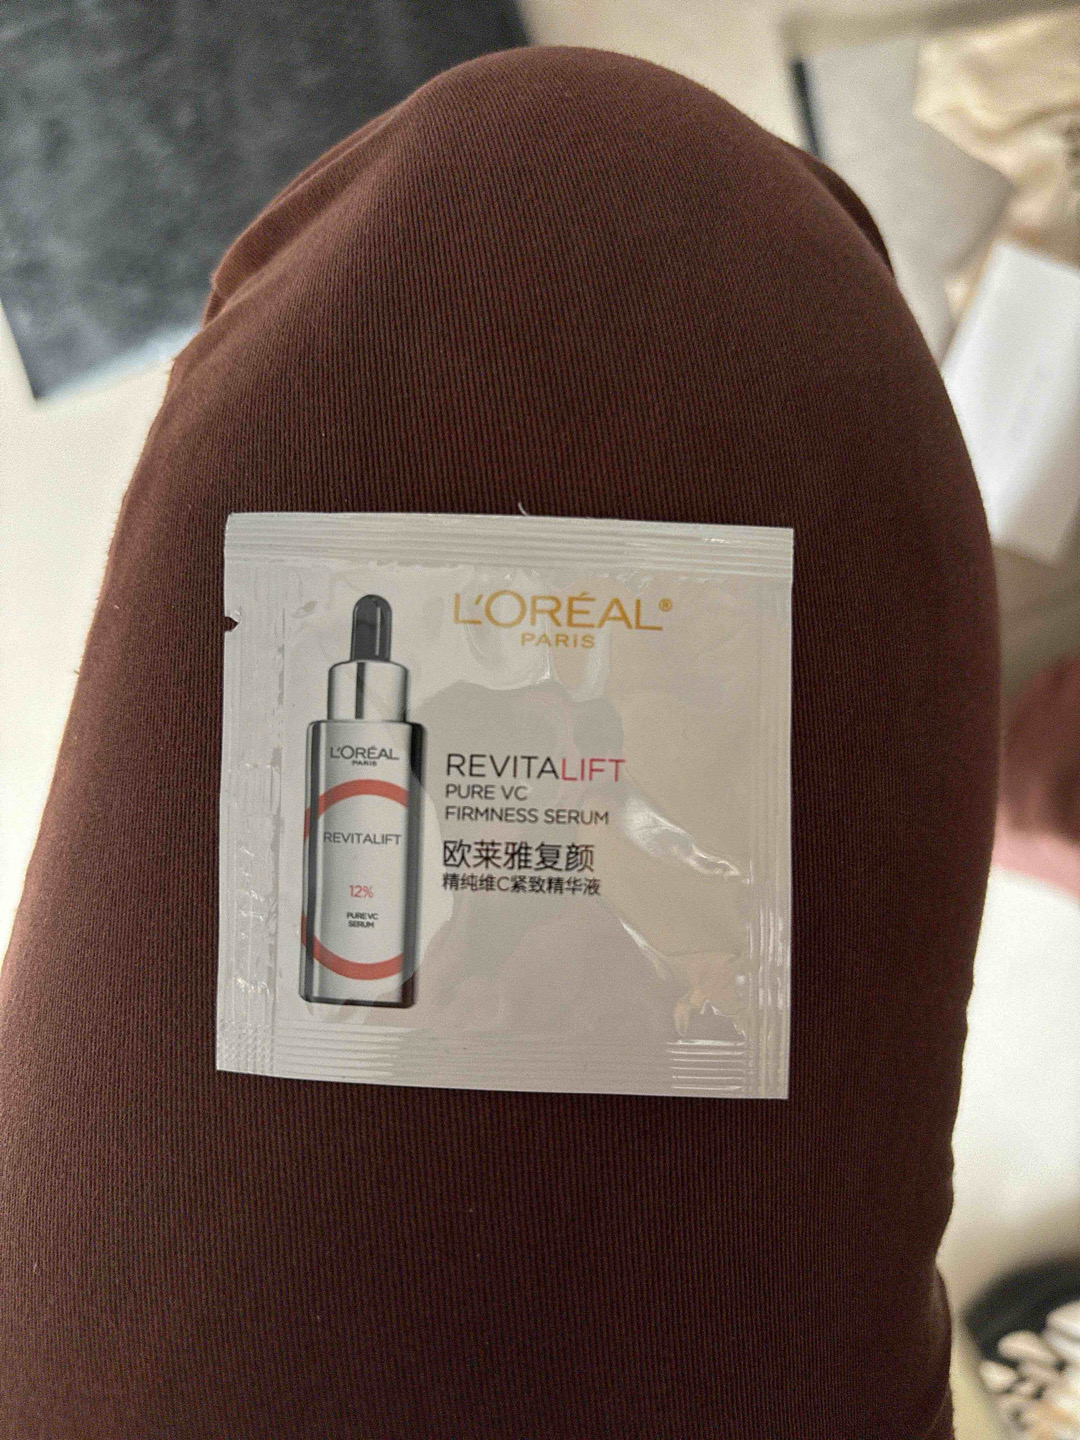 L'ORÉAL®
PARIS
REVITALIFT
PURE VC
FIRMNESS SERUM
欧莱雅复颜
精纯维C紧致精华液
L'ORÉAL
PARIS
REVITALIFT
12%
PURE VC
SERUM